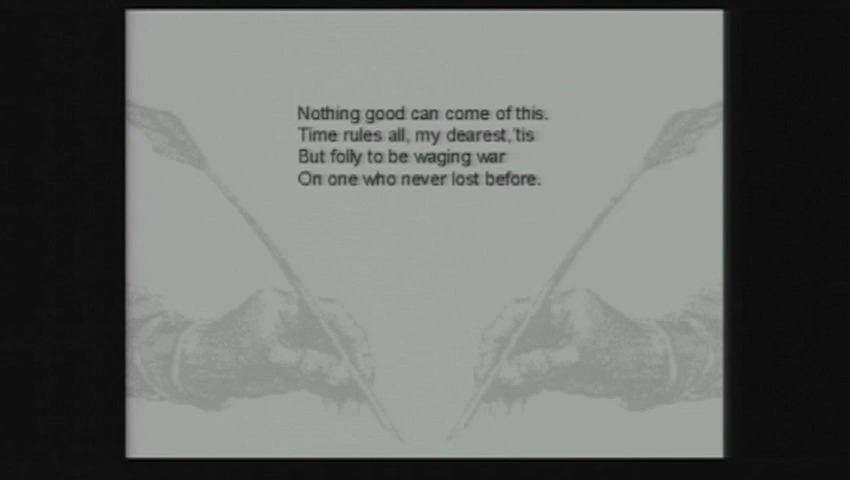 Nothing good can come of this.
Time rules all, my dearest,'tis
But folly to be waging war
On one who never lost before.